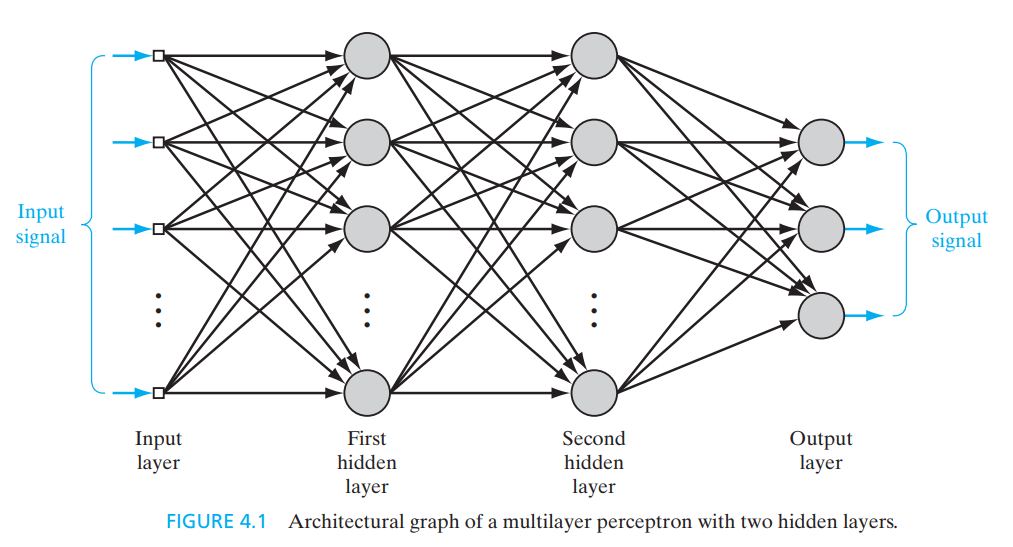 Input
signal
Output
signal
Input
layer
First
hidden
layer
Second
hidden
layer
Output
layer
FIGURE 4.1 Architectural graph of a multilayer perceptron with two hidden layers.